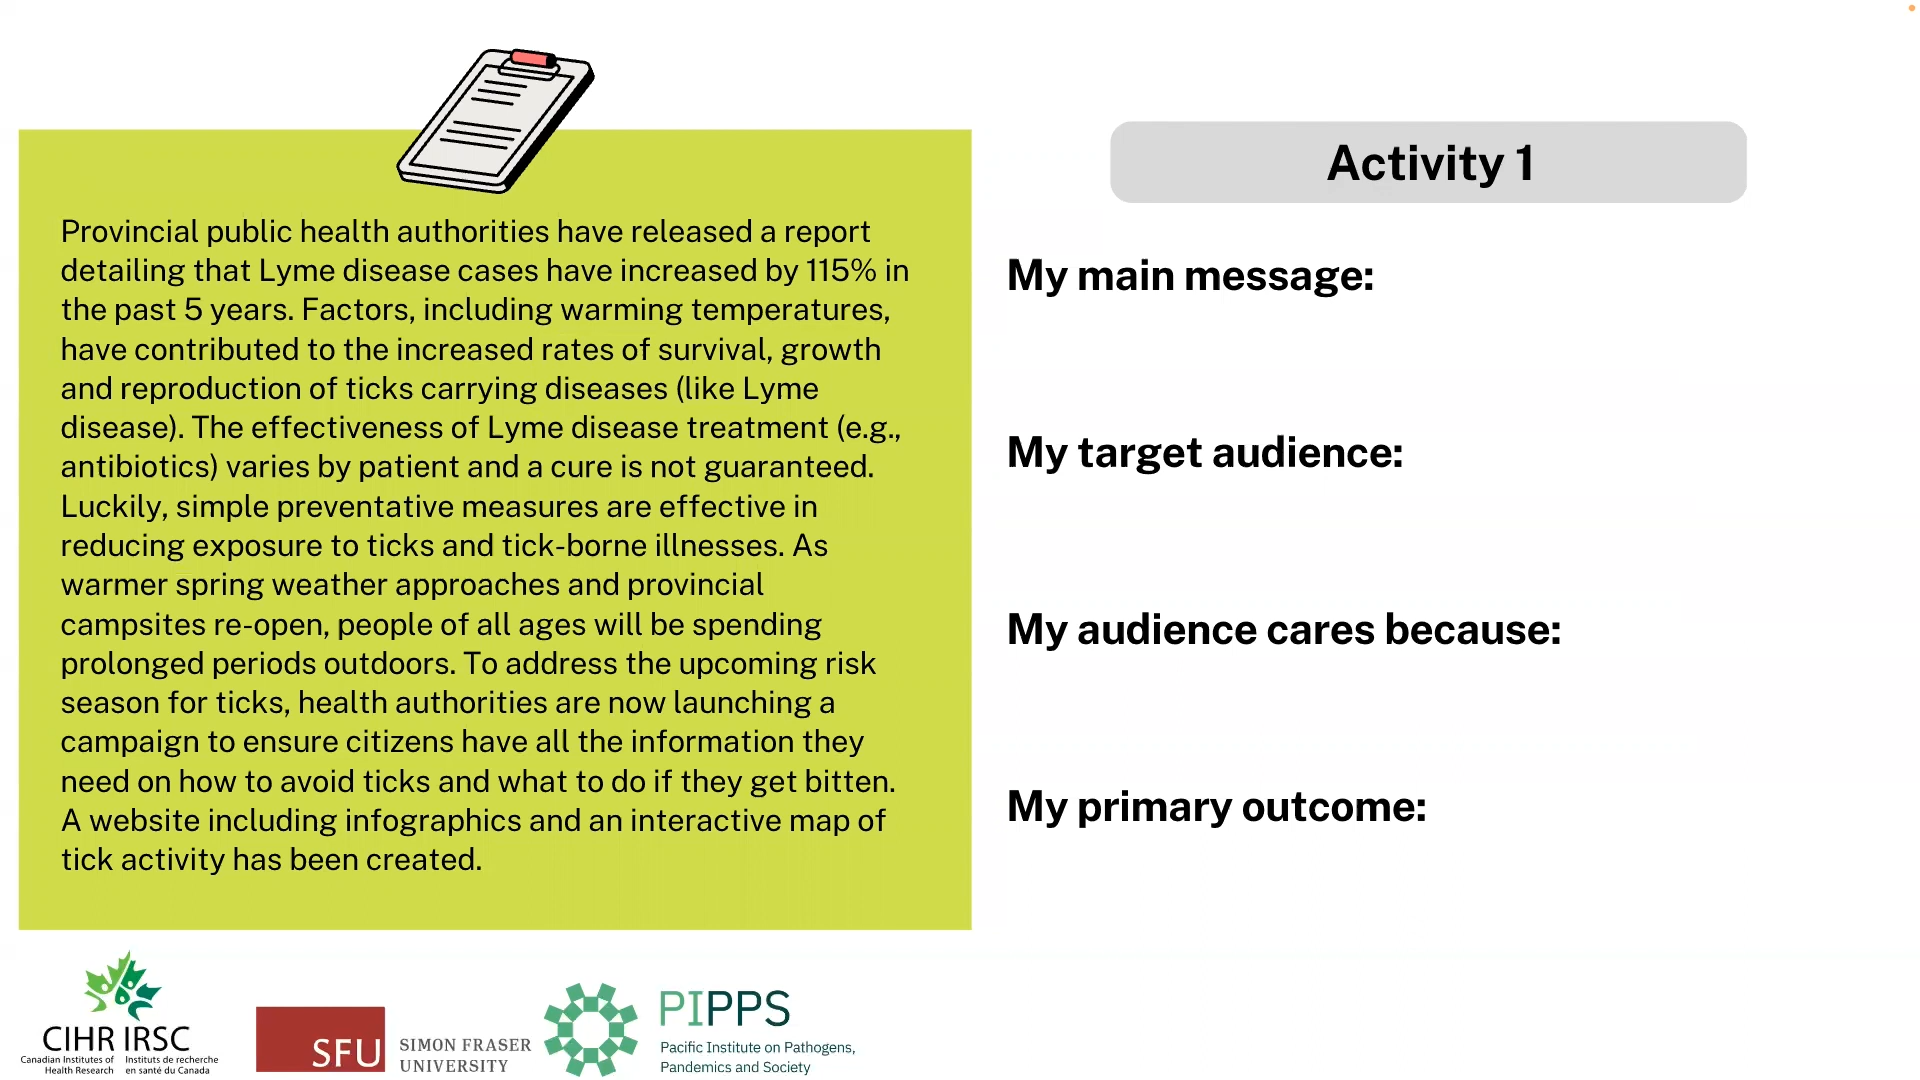 Provincial public health authorities have released a report
detailing that Lyme disease cases have increased by 115% in
the past 5 years. Factors, including warming temperatures,
have contributed to the increased rates of survival, growth
and reproduction of ticks carrying diseases (like Lyme
disease). The effectiveness of Lyme disease treatment (e.g.,
antibiotics) varies by patient and a cure is not guaranteed.
Luckily, simple preventative measures are effective in
reducing exposure to ticks and tick-borne illnesses. As
warmer spring weather approaches and provincial
campsites re-open, people of all ages will be spending
prolonged periods outdoors. To address the upcoming risk
season for ticks, health authorities are now launching a
campaign to ensure citizens have all the information they
need on how to avoid ticks and what to do if they get bitten.
A website including infographics and an interactive map of
tick activity has been created.
Activity 1
My main message:
My target audience:
My audience cares because:
My primary outcome:
CIHR IRSC
Canadian Institutes of
Health Research
Instituts de recherche
en santé du Canada
SFU
SIMON FRASER
UNIVERSITY
PIPPS
Pacific Institute on Pathogens,
Pandemics and Society